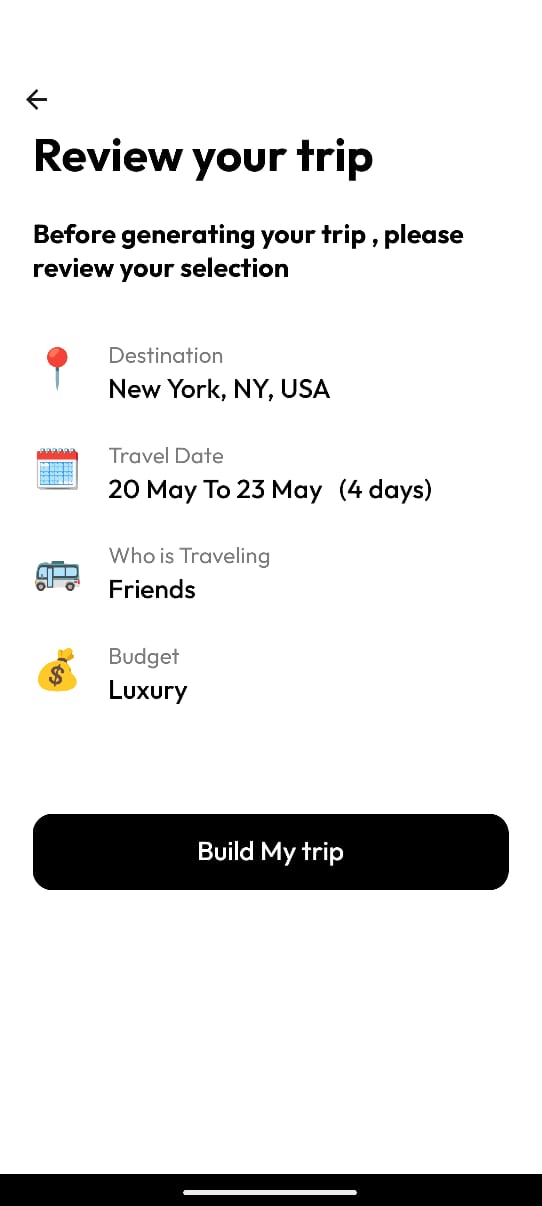 Review your trip
Before generating your trip , please
review your selection
Destination
New York, NY, USA
Travel Date
20 May To 23 May (4 days)
Who is Traveling
Friends
Budget
$
Luxury
Build My trip